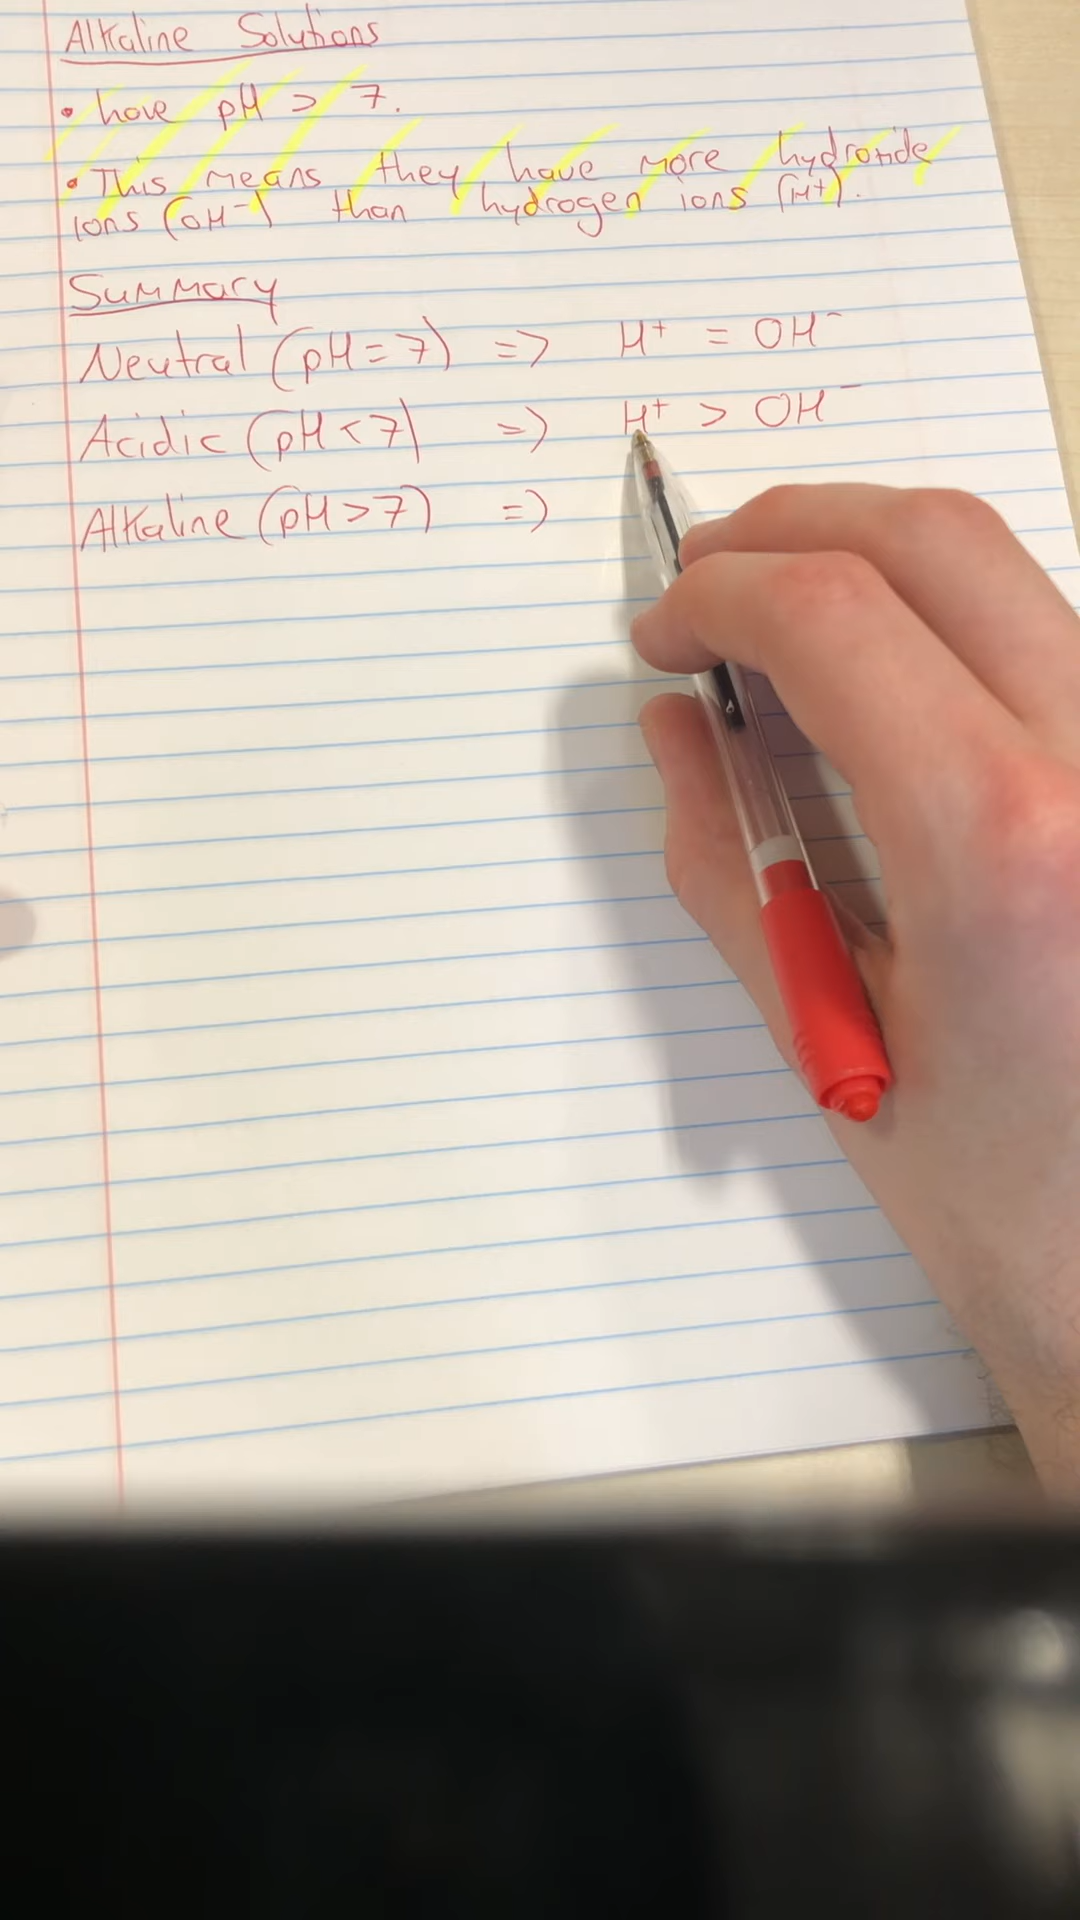 Alkaline Solutions
• have pH > 7.
• This means they have more hydroxide
ions (OH⁻) than hydrogen ions (H⁺).
Summary
Neutral (pH = 7) => H⁺ = OH⁻
Acidic (pH < 7) => H⁺ > OH⁻
Alkaline (pH > 7) =>